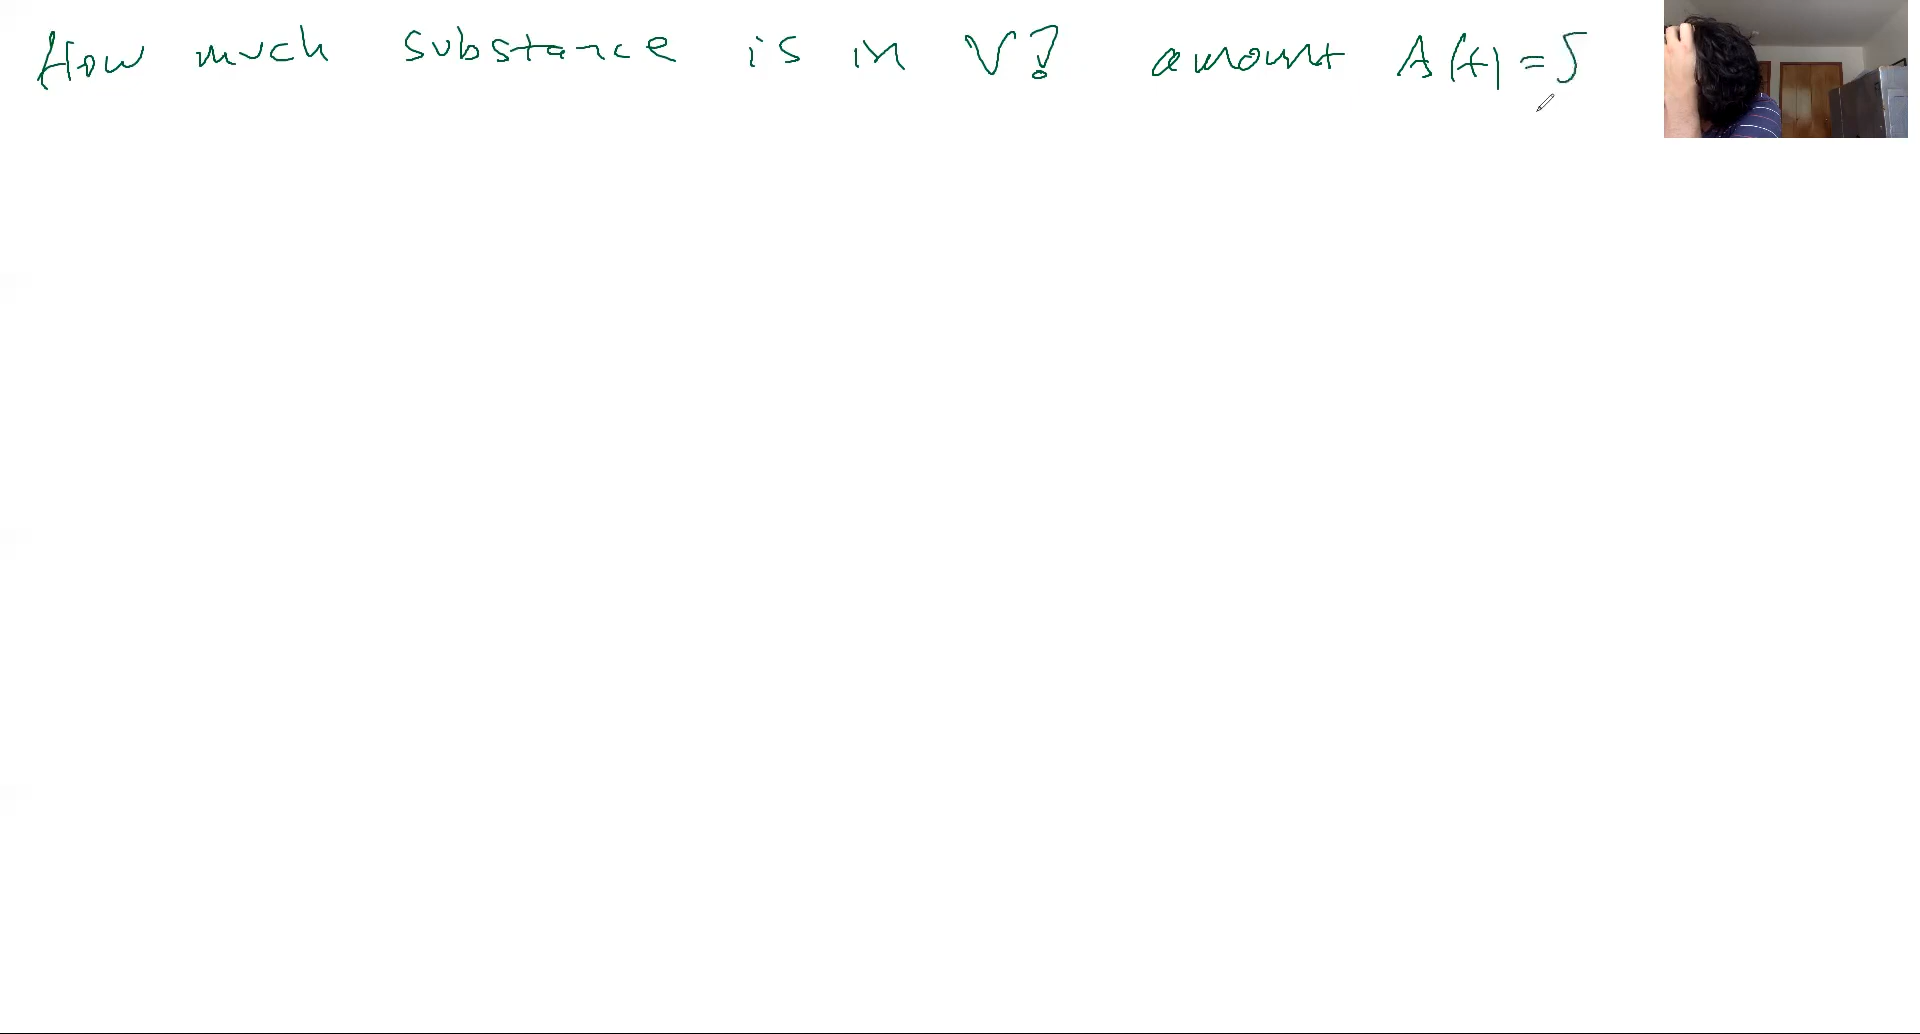 How much substance is in V? amount A(t) = ∫